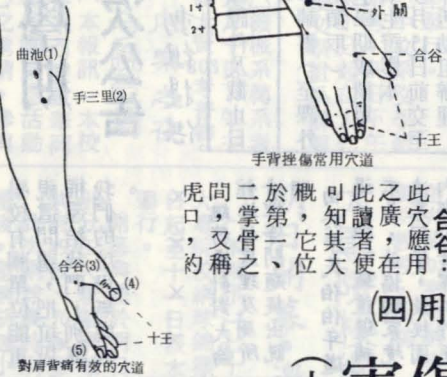 外關
合谷
十王
手背挫傷常用穴道
曲池(1)
手三里(2)
合谷(3)
(4)
十王
(5)
對肩背痛有效的穴道
合谷：
此穴應用
之廣，在
此讀者便
可知其大
概，它位
於第一、
二掌骨之
間，又稱
虎口，約
(四)用
實傷